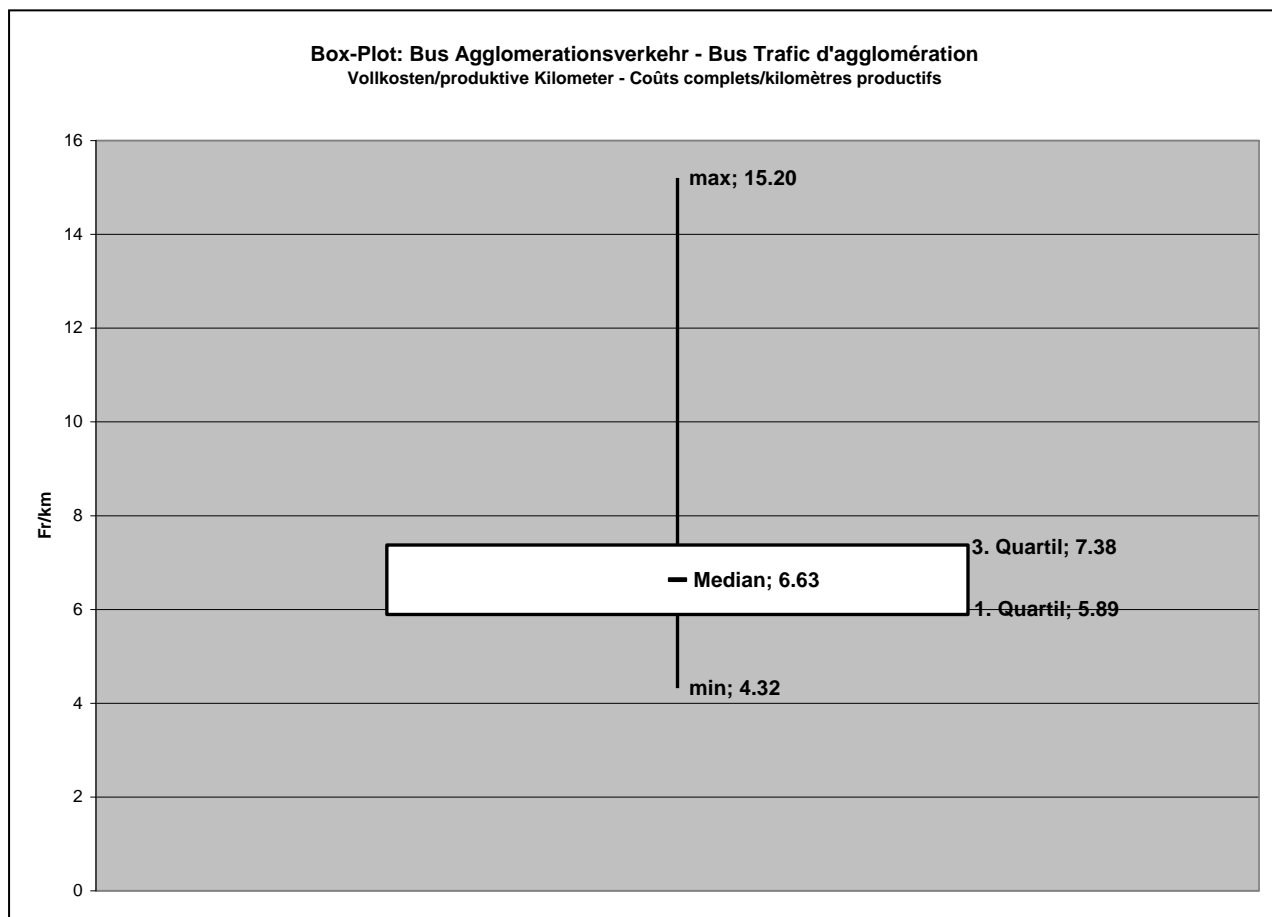 Box-Plot: Bus Agglomerationsverkehr - Bus Trafic d'agglomération
Vollkosten/produktive Kilometer - Coûts complets/kilomètres productifs
16
max; 15.20
14
12
10
Fr/km
8
3. Quartil; 7.38
Median; 6.63
6
1. Quartil; 5.89
min; 4.32
4
2
0